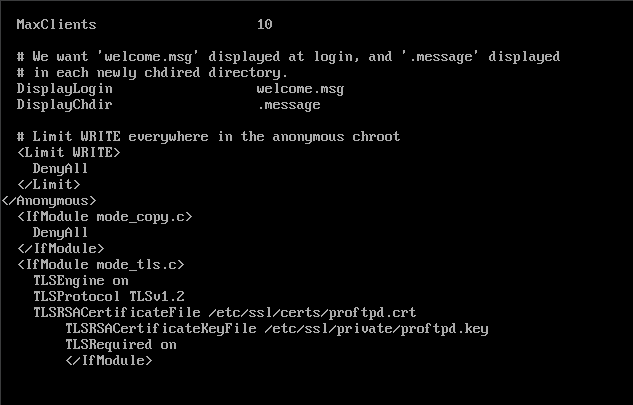 MaxClients 10
# We want 'welcome.msg' displayed at login, and '.message' displayed
# in each newly chdired directory.
DisplayLogin welcome.msg
DisplayChdir .message
# Limit WRITE everywhere in the anonymous chroot
<Limit WRITE>
DenyAll
</Limit>
</Anonymous>
<IfModule mode_copy.c>
DenyAll
</IfModule>
<IfModule mode_tls.c>
TLSEngine on
TLSProtocol TLSv1.2
TLSRSACertificateFile /etc/ssl/certs/proftpd.crt
TLSRSACertificateKeyFile /etc/ssl/private/proftpd.key
TLSRequired on
</IfModule>